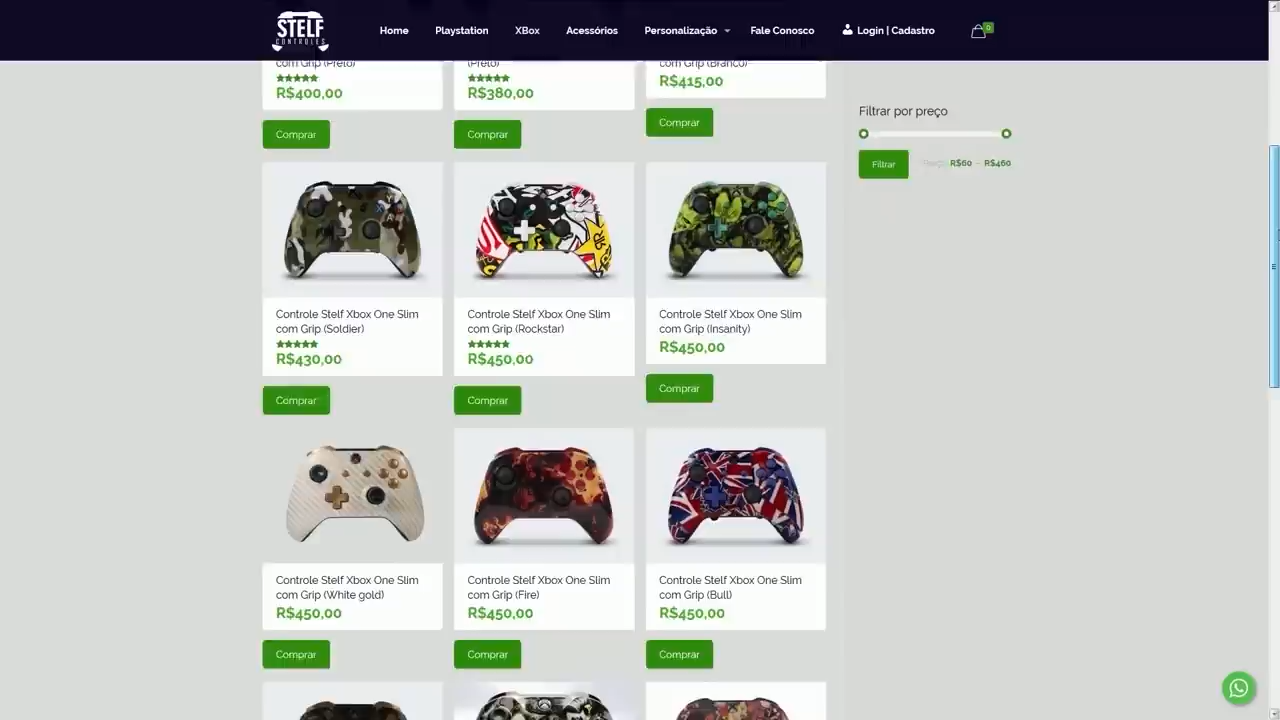 STELF
CONTROLES
Home
Playstation
XBox
Acessórios
Personalização
Fale Conosco
Login | Cadastro
0
com Grip (Preto)
(Preto)
com Grip (Branco)
R$400,00
R$380,00
R$415,00
Comprar
Comprar
Comprar
Filtrar por preço
Filtrar
Preço: R$60 — R$460
Controle Stelf Xbox One Slim
com Grip (Soldier)
R$430,00
Comprar
Controle Stelf Xbox One Slim
com Grip (Rockstar)
R$450,00
Comprar
Controle Stelf Xbox One Slim
com Grip (Insanity)
R$450,00
Comprar
Controle Stelf Xbox One Slim
com Grip (White gold)
R$450,00
Comprar
Controle Stelf Xbox One Slim
com Grip (Fire)
R$450,00
Comprar
Controle Stelf Xbox One Slim
com Grip (Bull)
R$450,00
Comprar